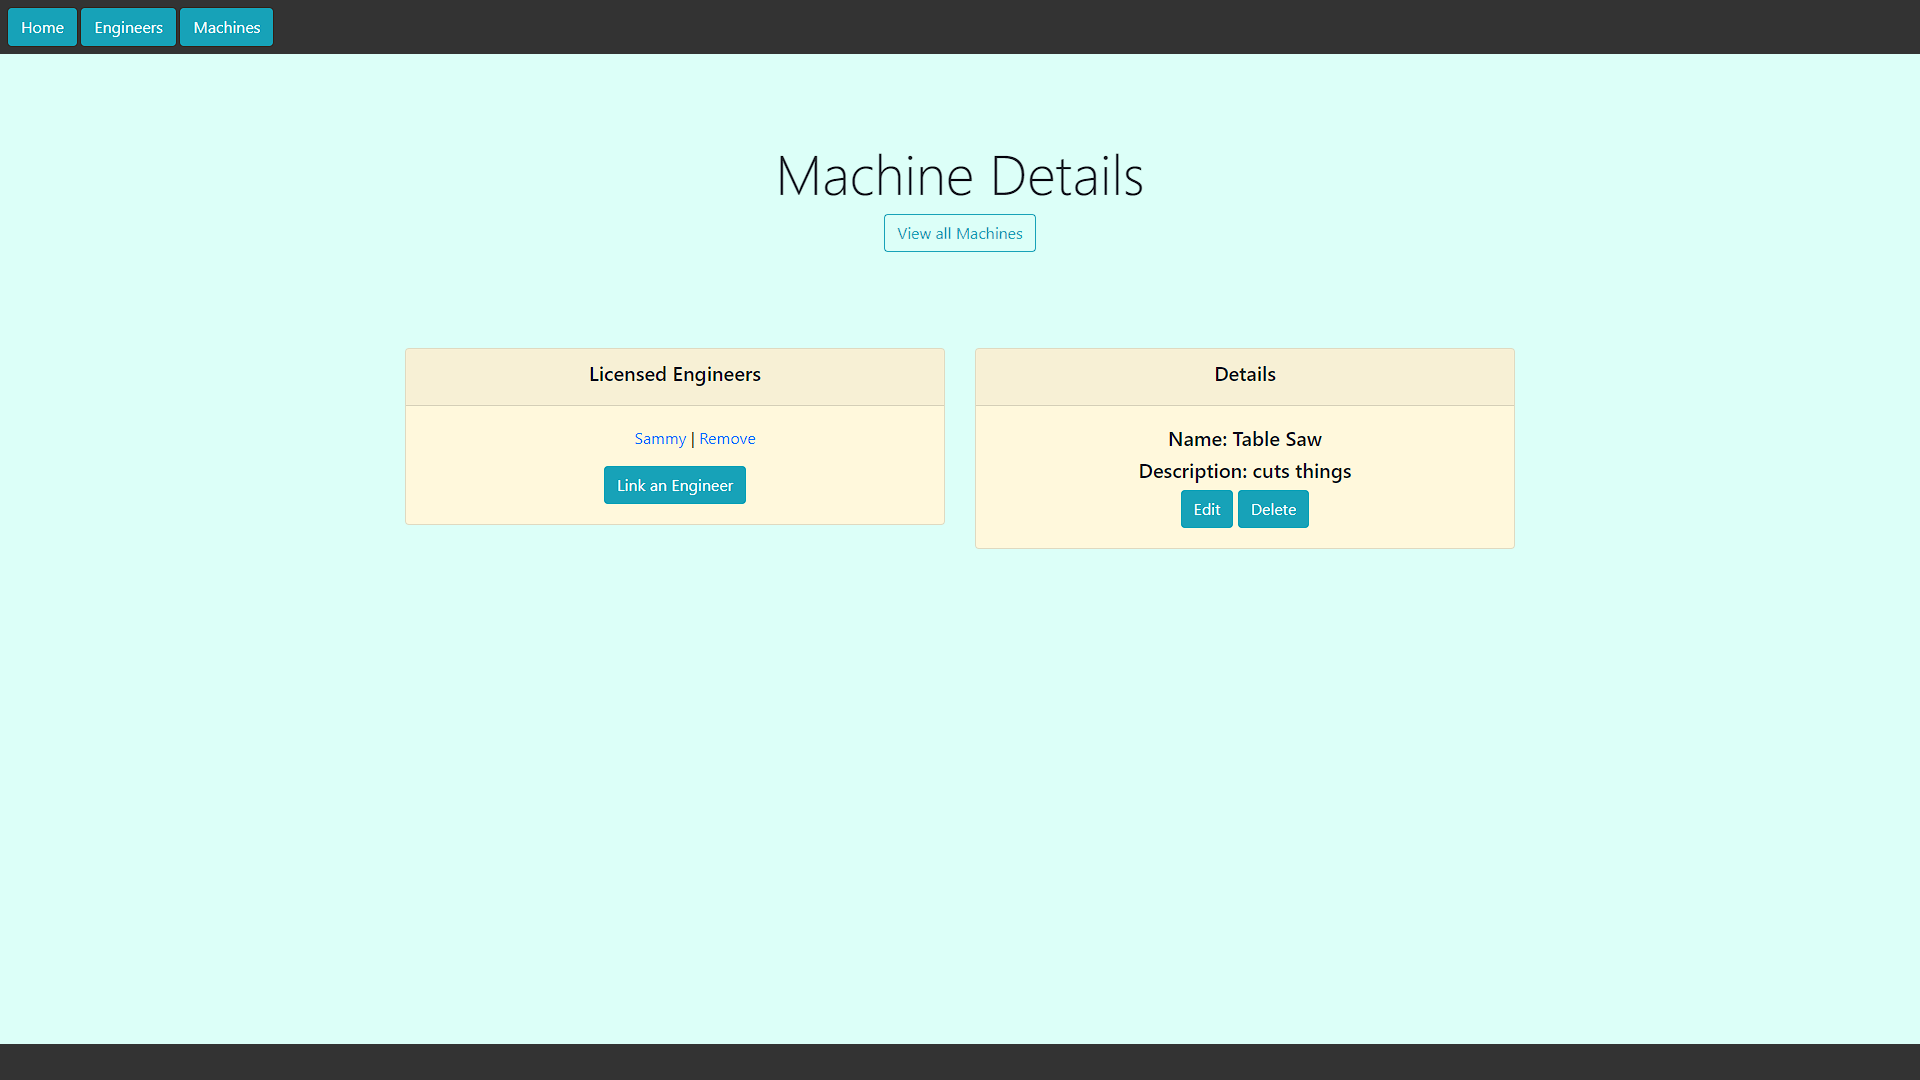 Home Engineers Machines
Machine Details
View all Machines
Licensed Engineers
Sammy | Remove
Link an Engineer
Details
Name: Table Saw
Description: cuts things
Edit Delete